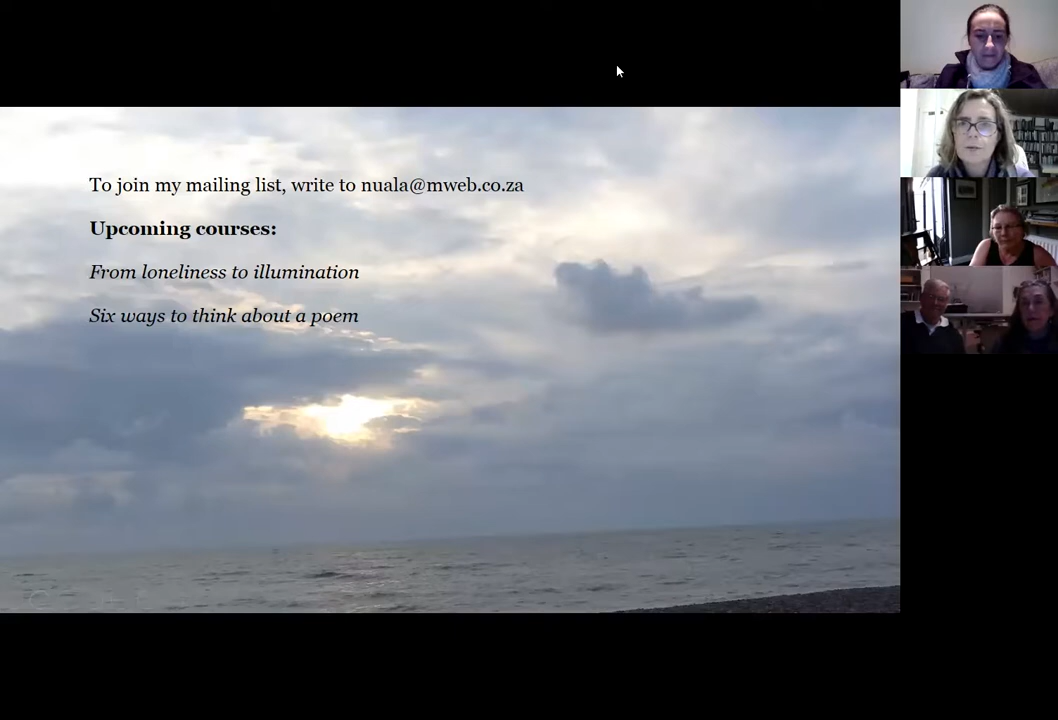 To join my mailing list, write to nuala@mweb.co.za
Upcoming courses:
From loneliness to illumination
Six ways to think about a poem